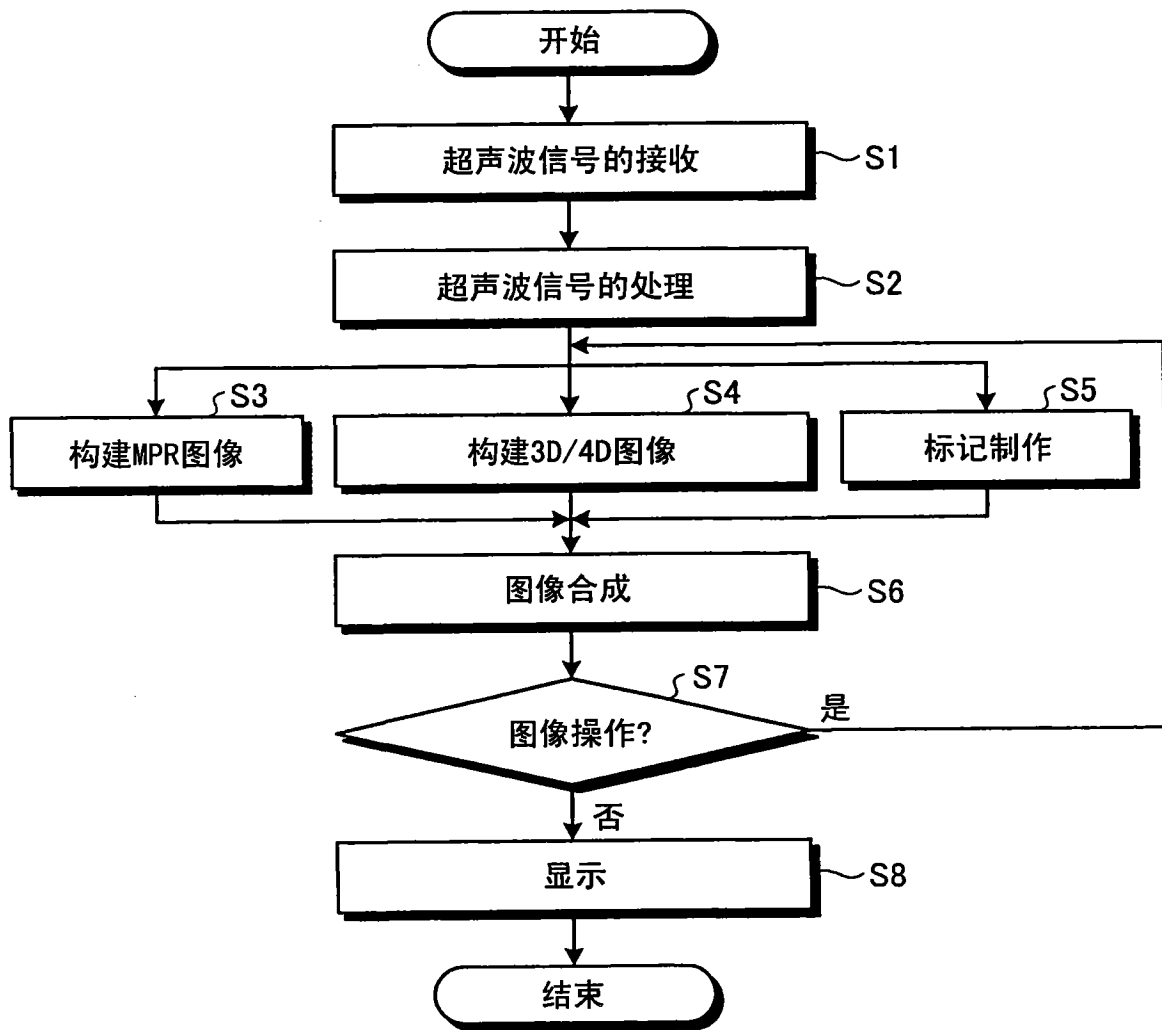 开始
超声波信号的接收
S1
超声波信号的处理
S2
S3
S4
S5
构建MPR图像
构建3D/4D图像
标记制作
图像合成
S6
S7
图像操作?
是
否
显示
S8
结束